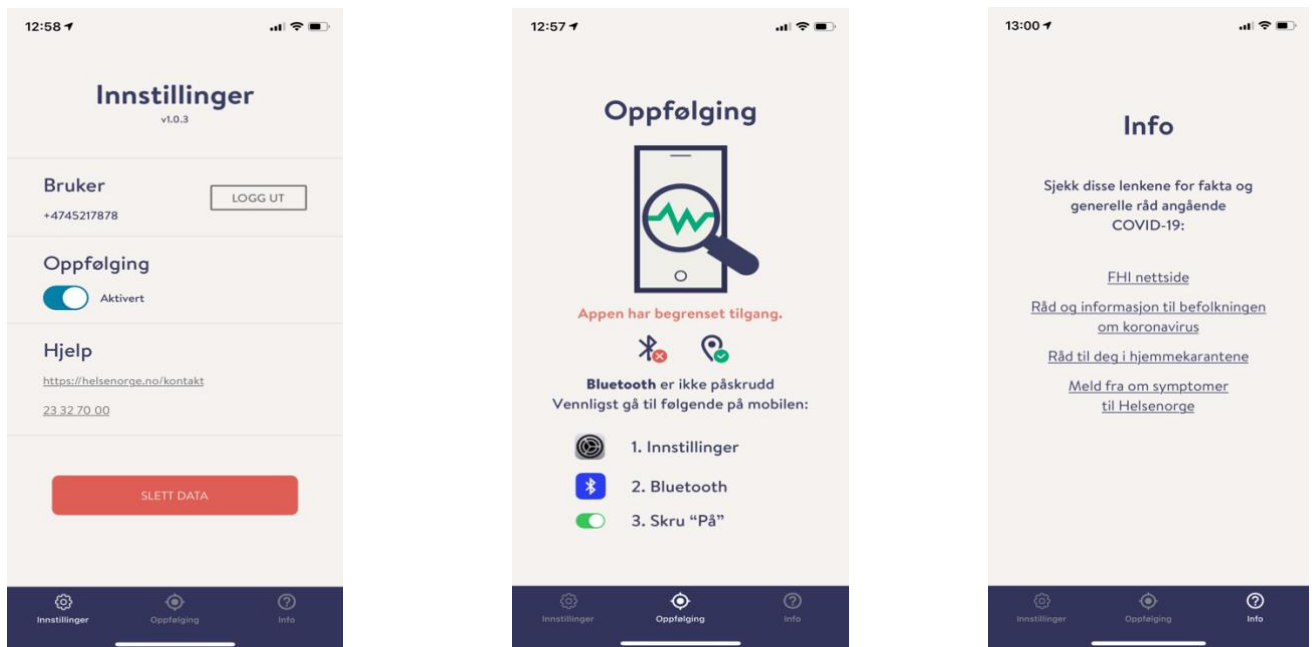 12:58
Innstillinger
v1.0.3
Bruker
+4745217878
LOGG UT
Oppfølging
Aktivert
Hjelp
https://helsenorge.no/kontakt
23 32 70 00
SLETT DATA
Innstillinger
Oppfølging
Info
12:57
Oppfølging
Appen har begrenset tilgang.
Bluetooth er ikke påskrudd
Vennligst gå til følgende på mobilen:
1. Innstillinger
2. Bluetooth
3. Skru “På”
Innstillinger
Oppfølging
Info
13:00
Info
Sjekk disse lenkene for fakta og
generelle råd angående
COVID-19:
FHI nettside
Råd og informasjon til befolkningen
om koronavirus
Råd til deg i hjemmekarantene
Meld fra om symptomer
til Helsenorge
Innstillinger
Oppfølging
Info